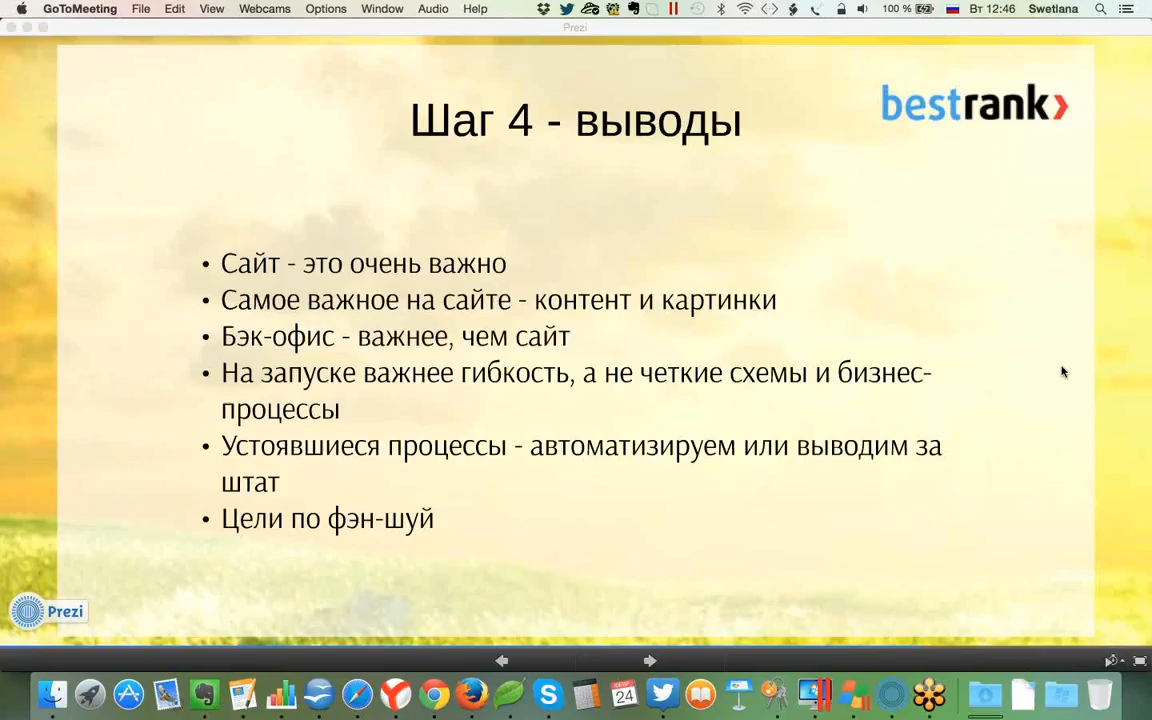 GoToMeeting File Edit View Webcams Options Window Audio Help 100 % Вт 12:46 Swetlana
Prezi
Шаг 4 - выводы
bestrank
• Сайт - это очень важно
• Самое важное на сайте - контент и картинки
• Бэк-офис - важнее, чем сайт
• На запуске важнее гибкость, а не четкие схемы и бизнес-
процессы
• Устоявшиеся процессы - автоматизируем или выводим за
штат
• Цели по фэн-шуй
Prezi
24